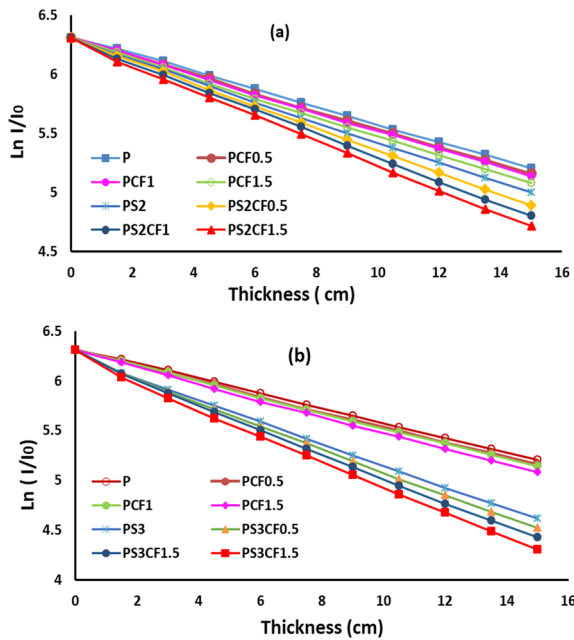 (a)
6.5
6
5.5
5
4.5
Ln I/I0
P PCF0.5
PCF1 PCF1.5
PS2 PS2CF0.5
PS2CF1 PS2CF1.5
0 2 4 6 8 10 12 14 16
Thickness ( cm)
(b)
6.5
6
5.5
5
4.5
4
Ln ( I/I0)
P PCF0.5
PCF1 PCF1.5
PS3 PS3CF0.5
PS3CF1.5 PS3CF1.5
0 2 4 6 8 10 12 14 16
Thickness (cm)